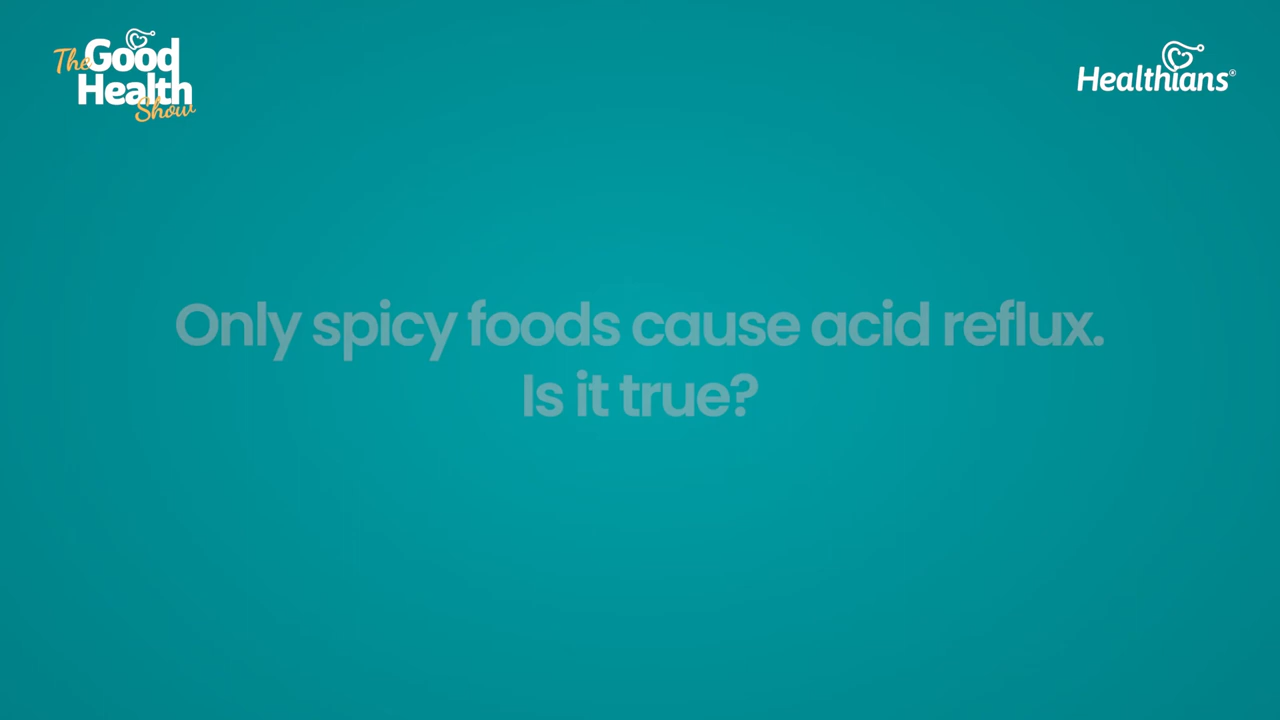 The Good
Health
Show
Healthians®
Only spicy foods cause acid reflux.
Is it true?